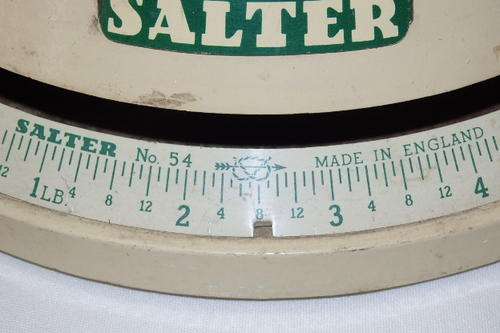 SALTER
SALTER No. 54 MADE IN ENGLAND
12 1LB. 4 8 12 2 4 8 12 3 4 8 12 4